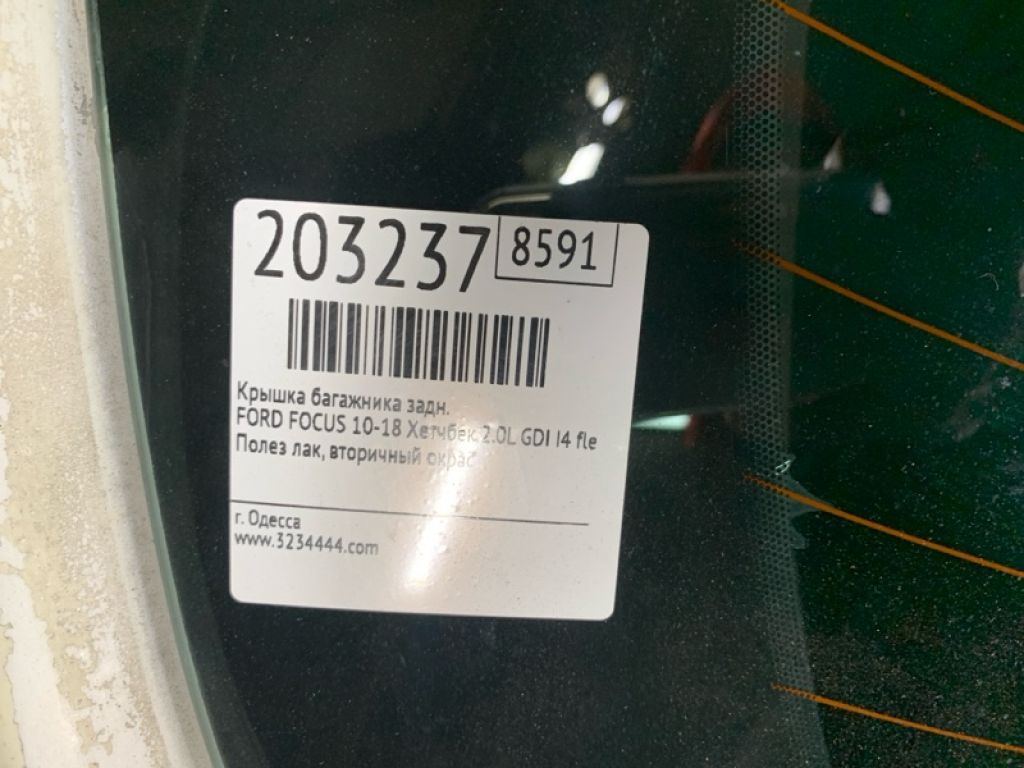 203237
8591
Крышка багажника задн.
FORD FOCUS 10-18 Хетчбек 2.0L GDI I4 fle
Полез лак, вторичный окрас
г. Одесса
www.3234444.com